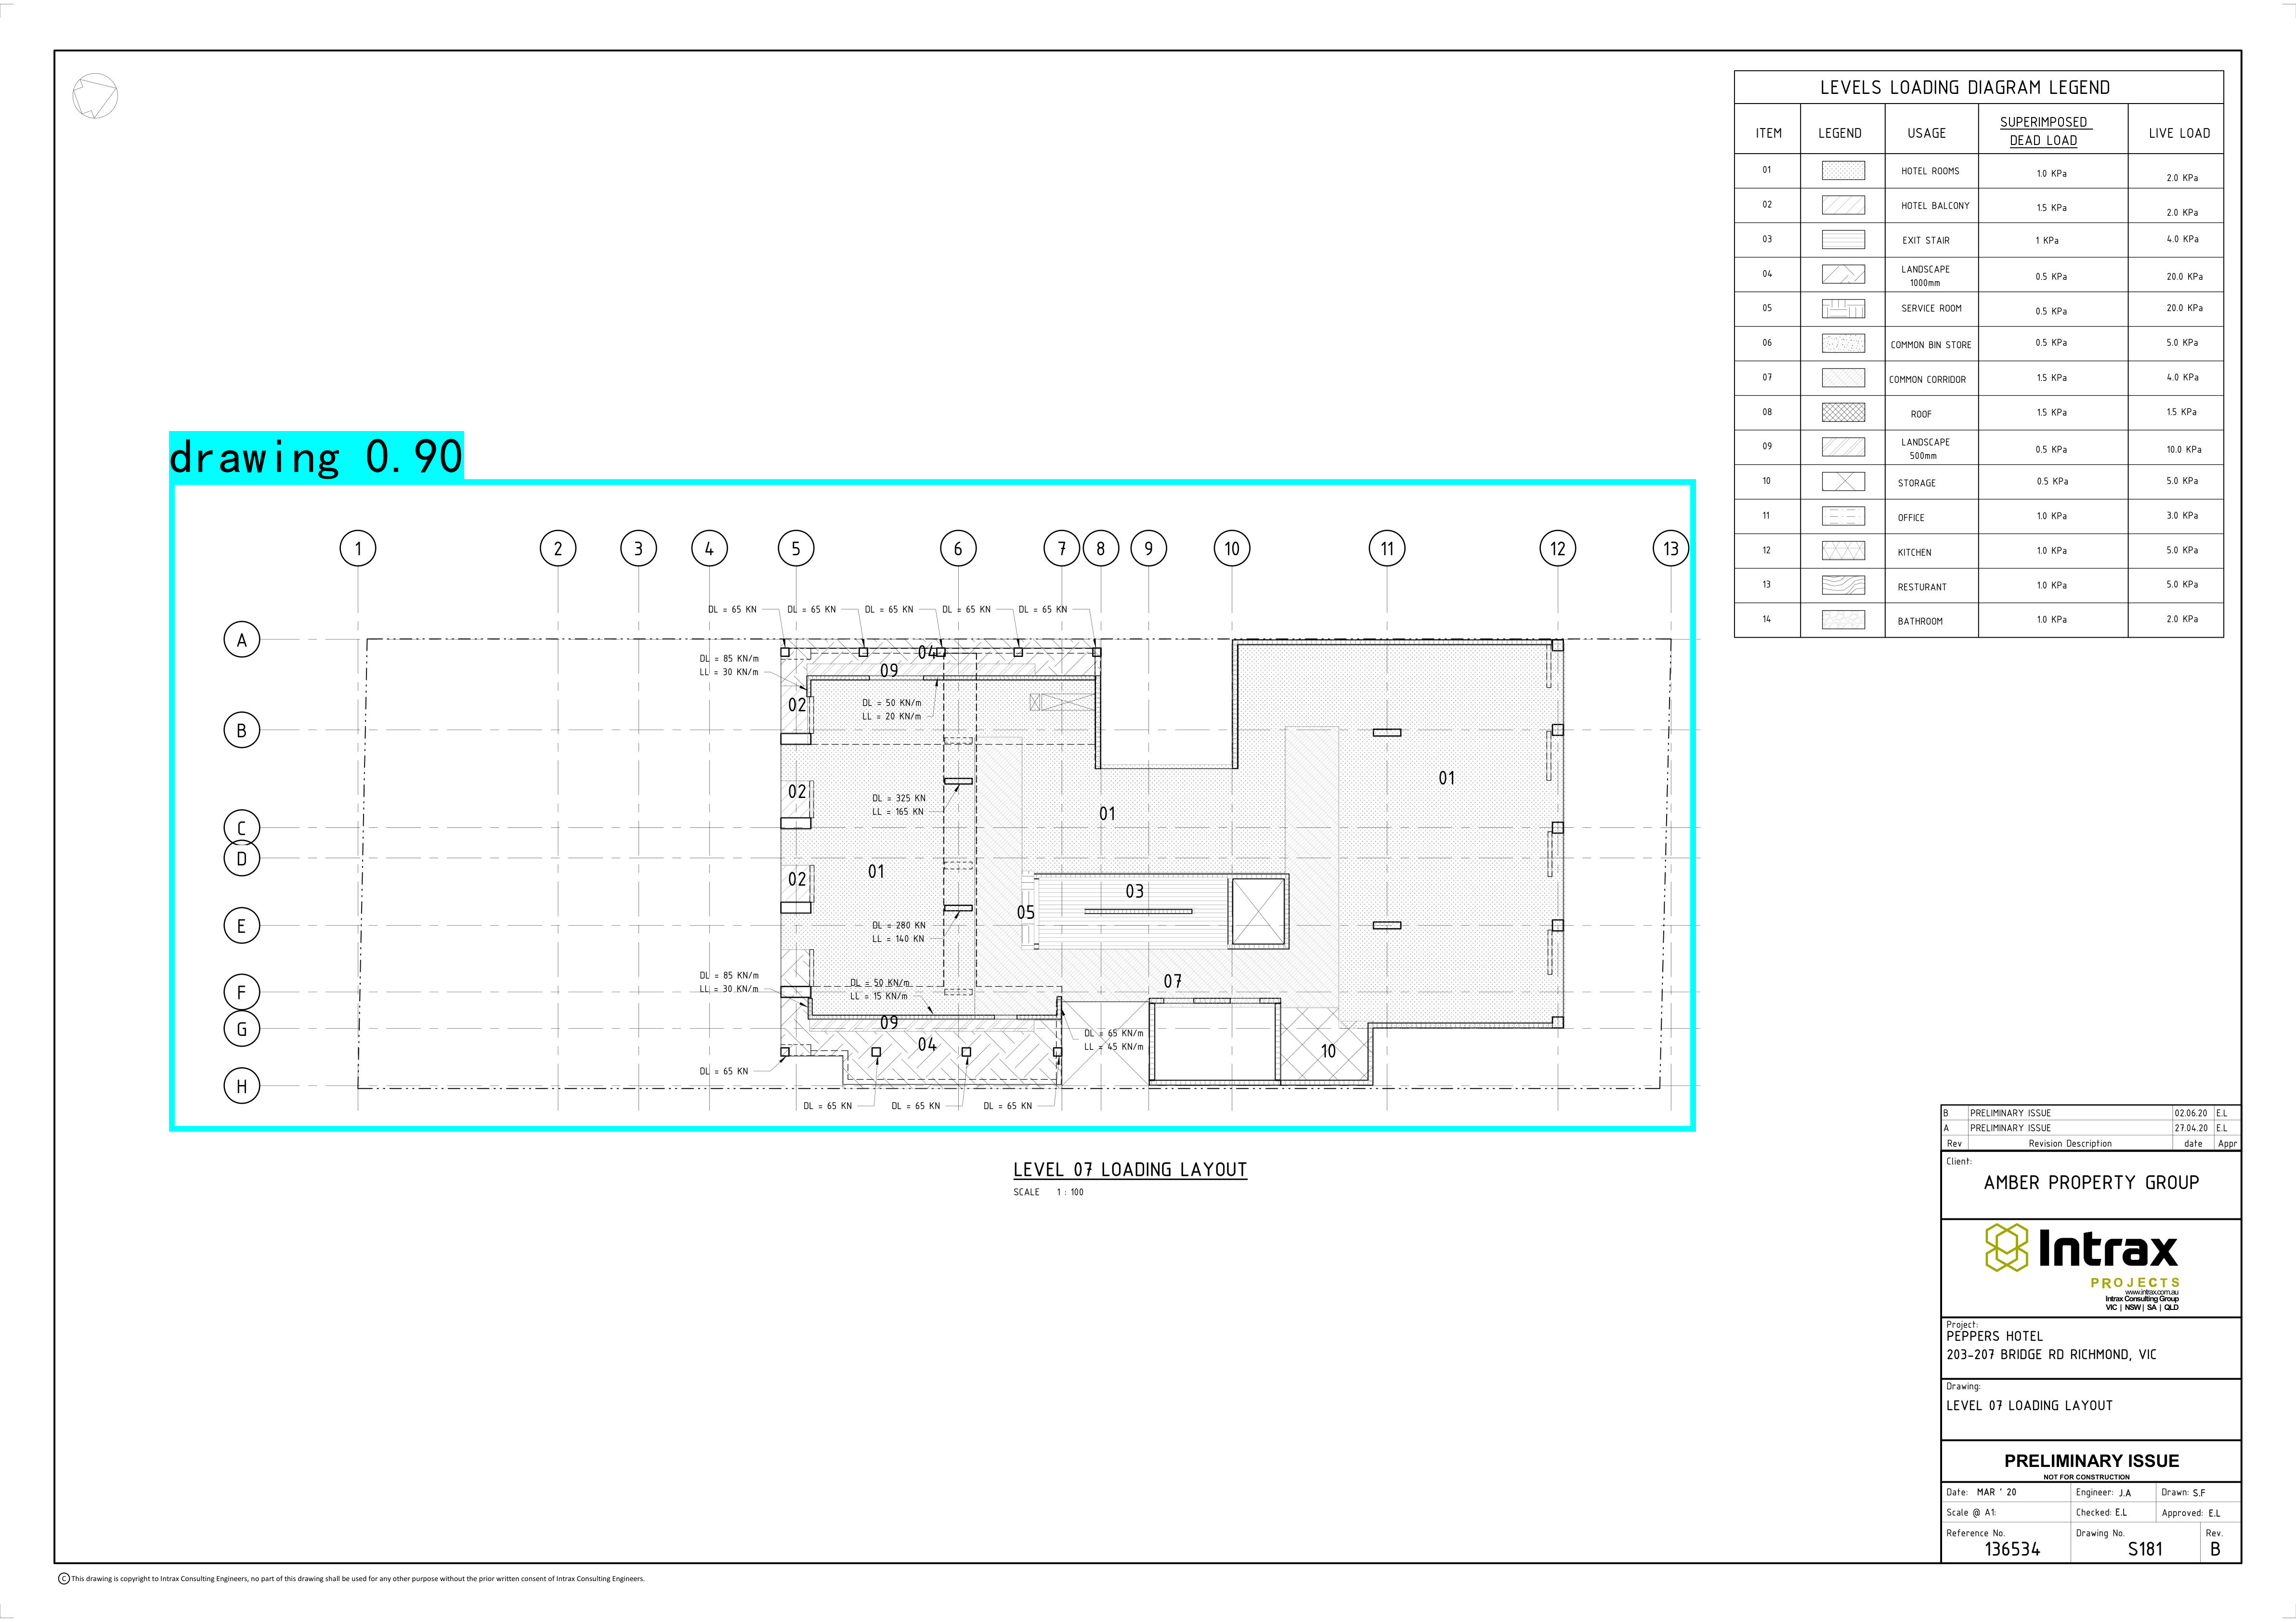 LEVELS LOADING DIAGRAM LEGEND
ITEM LEGEND USAGE SUPERIMPOSED DEAD LOAD LIVE LOAD
01 HOTEL ROOMS 1.0 KPa 2.0 KPa
02 HOTEL BALCONY 1.5 KPa 2.0 KPa
03 EXIT STAIR 1 KPa 4.0 KPa
04 LANDSCAPE 1000mm 0.5 KPa 20.0 KPa
05 SERVICE ROOM 0.5 KPa 20.0 KPa
06 COMMON BIN STORE 0.5 KPa 5.0 KPa
07 COMMON CORRIDOR 1.5 KPa 4.0 KPa
08 ROOF 1.5 KPa 1.5 KPa
09 LANDSCAPE 500mm 0.5 KPa 10.0 KPa
10 STORAGE 0.5 KPa 5.0 KPa
11 OFFICE 1.0 KPa 3.0 KPa
12 KITCHEN 1.0 KPa 5.0 KPa
13 RESTURANT 1.0 KPa 5.0 KPa
14 BATHROOM 1.0 KPa 2.0 KPa
drawing 0.90
1 2 3 4 5 6 7 8 9 10 11 12 13
DL = 65 KN DL = 65 KN DL = 65 KN DL = 65 KN DL = 65 KN
A
04
DL = 85 KN/m
LL = 30 KN/m
09
02
DL = 50 KN/m
LL = 20 KN/m
B
01
02
DL = 325 KN
LL = 165 KN
01
C
D
01
02
03
05
E
DL = 280 KN
LL = 140 KN
DL = 85 KN/m
LL = 30 KN/m
07
DL = 50 KN/m
LL = 15 KN/m
F
09
G
DL = 65 KN/m
LL = 45 KN/m
04
10
DL = 65 KN
H
DL = 65 KN DL = 65 KN DL = 65 KN
LEVEL 07 LOADING LAYOUT
SCALE 1 : 100
B PRELIMINARY ISSUE 02.06.20 E.L
A PRELIMINARY ISSUE 27.04.20 E.L
Rev Revision Description date Appr
Client:
AMBER PROPERTY GROUP
Intrax
PROJECTS
www.intrax.com.au
Intrax Consulting Group
VIC | NSW | SA | QLD
Project:
PEPPERS HOTEL
203-207 BRIDGE RD RICHMOND, VIC
Drawing:
LEVEL 07 LOADING LAYOUT
PRELIMINARY ISSUE
NOT FOR CONSTRUCTION
Date: MAR ' 20 Engineer: J.A Drawn: S.F
Scale @ A1: Checked: E.L Approved: E.L
Reference No. Drawing No. Rev.
136534 S181 B
C This drawing is copyright to Intrax Consulting Engineers, no part of this drawing shall be used for any other purpose without the prior written consent of Intrax Consulting Engineers.